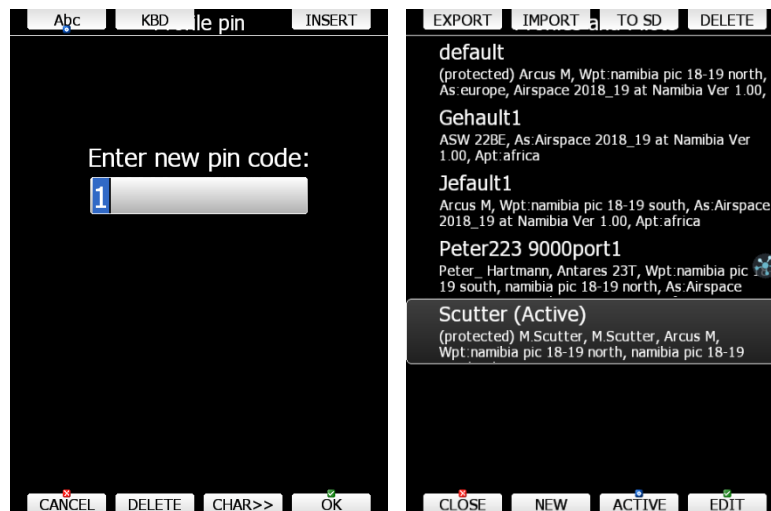 Abc KBD INSERT
Profile pin
Enter new pin code:
1
CANCEL DELETE CHAR>> OK
EXPORT IMPORT TO SD DELETE
default
(protected) Arcus M, Wpt:namibia pic 18-19 north,
As:europe, Airspace 2018_19 at Namibia Ver 1.00,
Gehault1
ASW 22BE, As:Airspace 2018_19 at Namibia Ver
1.00, Apt:africa
Jefault1
Arcus M, Wpt:namibia pic 18-19 south, As:Airspace
2018_19 at Namibia Ver 1.00, Apt:africa
Peter223 9000port1
Peter_ Hartmann, Antares 23T, Wpt:namibia pic
19 south, namibia pic 18-19 north, As:Airspace
Scutter (Active)
(protected) M.Scutter, M.Scutter, Arcus M,
Wpt:namibia pic 18-19 north, namibia pic 18-19
CLOSE NEW ACTIVE EDIT